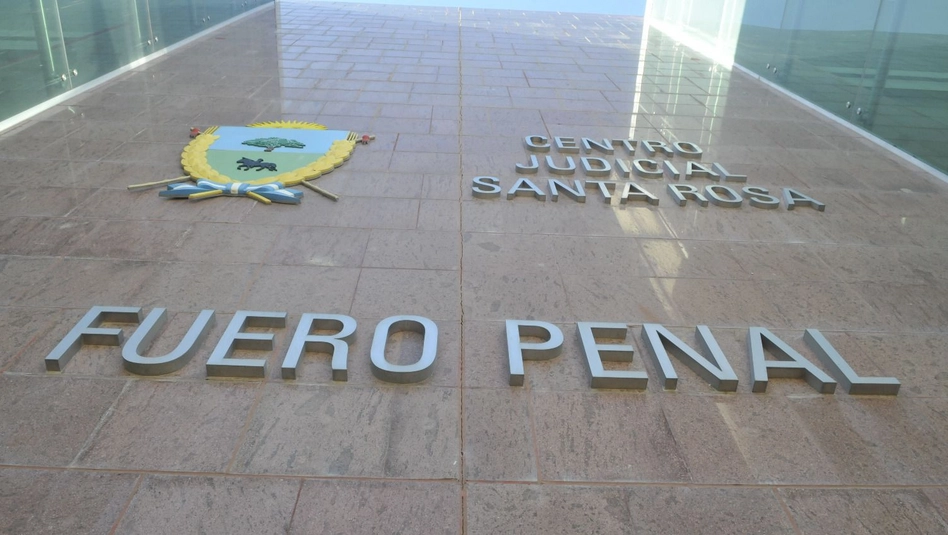 CENTRO
JUDICIAL
SANTA ROSA
FUERO PENAL